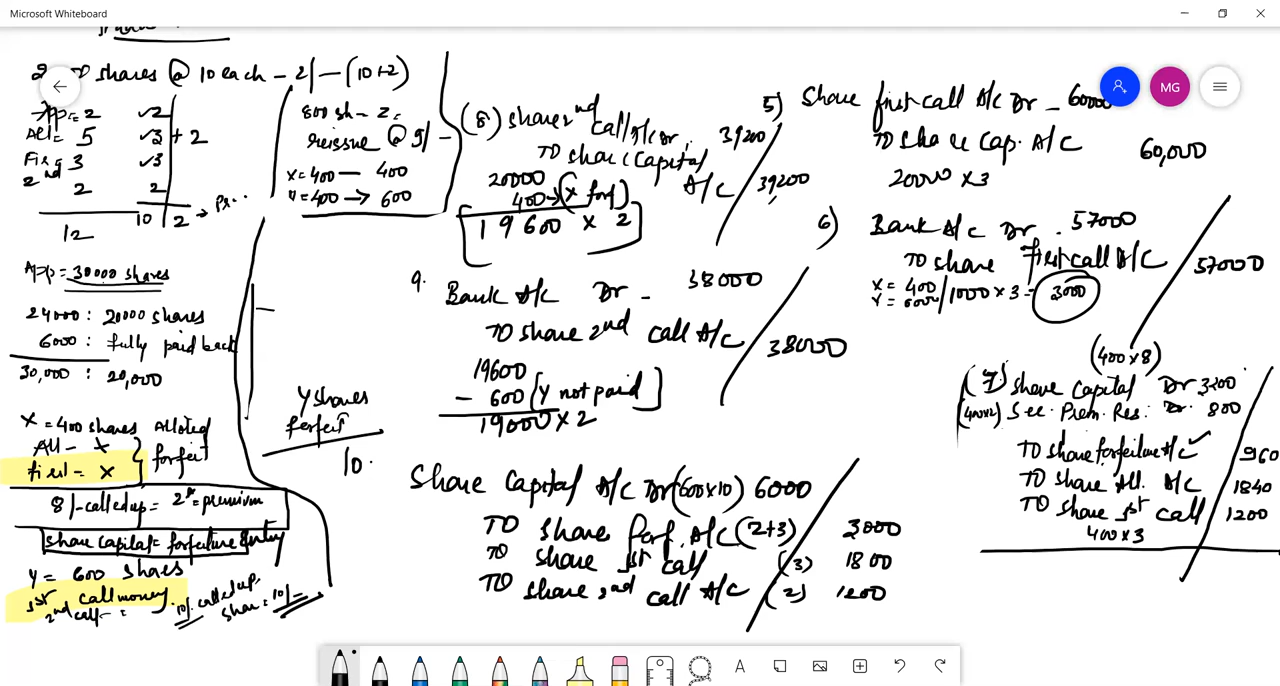 Microsoft Whiteboard
MG
shares @ 10 each - 2/- (10+2)
App = 2 ✓2
All = 5 ✓3 + 2
First = 3 ✓3
2nd 2 2
12 10 2 → Pr..
App = 30000 shares
24000 : 20000 shares
6000 : fully paid back
30,000 : 20,000
X = 400 shares Alloted
All - X
first = X
forfeit
8/- called up = 2/- = premium
share capital = forfeiture Entry
Y = 600 shares
1st call money
2nd call - =
10/- called up
share = 10/-
800 sh - 2=
reissue @ 9/-
X = 400 — 400
Y = 400 → 600
Y shares
forfeit
10.
(8) share 2nd
call A/c Dr. 39200
To share capital
A/c 39200
20000
400 → (X forf)
19600 x 2
9. Bank A/c Dr - 38000
To share 2nd call A/c 38000
19600
- 600 (Y not paid)
19000 x 2
Share Capital A/c Dr (600x10) 6000
To share forf. A/c (2+3) 3000
To share 1st call (3) 1800
To share 2nd call A/c (2) 1200
5) Share first call A/c Dr - 60000
To share Cap. A/c 60,000
20000 x3
6) Bank A/c Dr . 57000
To share first call A/c 57000
X = 400
Y = 600 / 1000 x 3 = 3000
(400 x 8)
(7) share Capital Dr 3200
(400x2) Sec. Prem. Res. Dr. 800
To share forfeiture A/c ✓ 960
To share All. A/c 1840
To share 1st call 1200
400 x 3
A